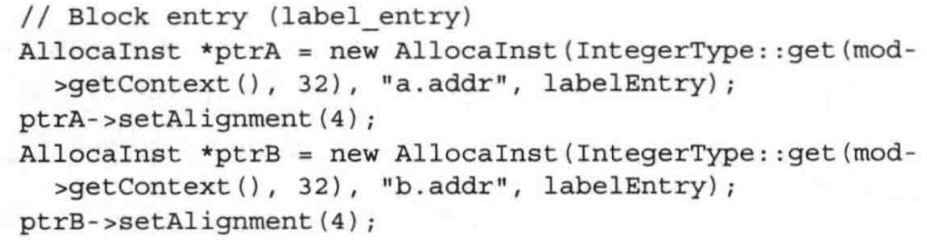 // Block entry (label_entry)
AllocaInst *ptrA = new AllocaInst(IntegerType::get(mod-
>getContext(), 32), "a.addr", labelEntry);
ptrA->setAlignment(4);
AllocaInst *ptrB = new AllocaInst(IntegerType::get(mod-
>getContext(), 32), "b.addr", labelEntry);
ptrB->setAlignment(4);